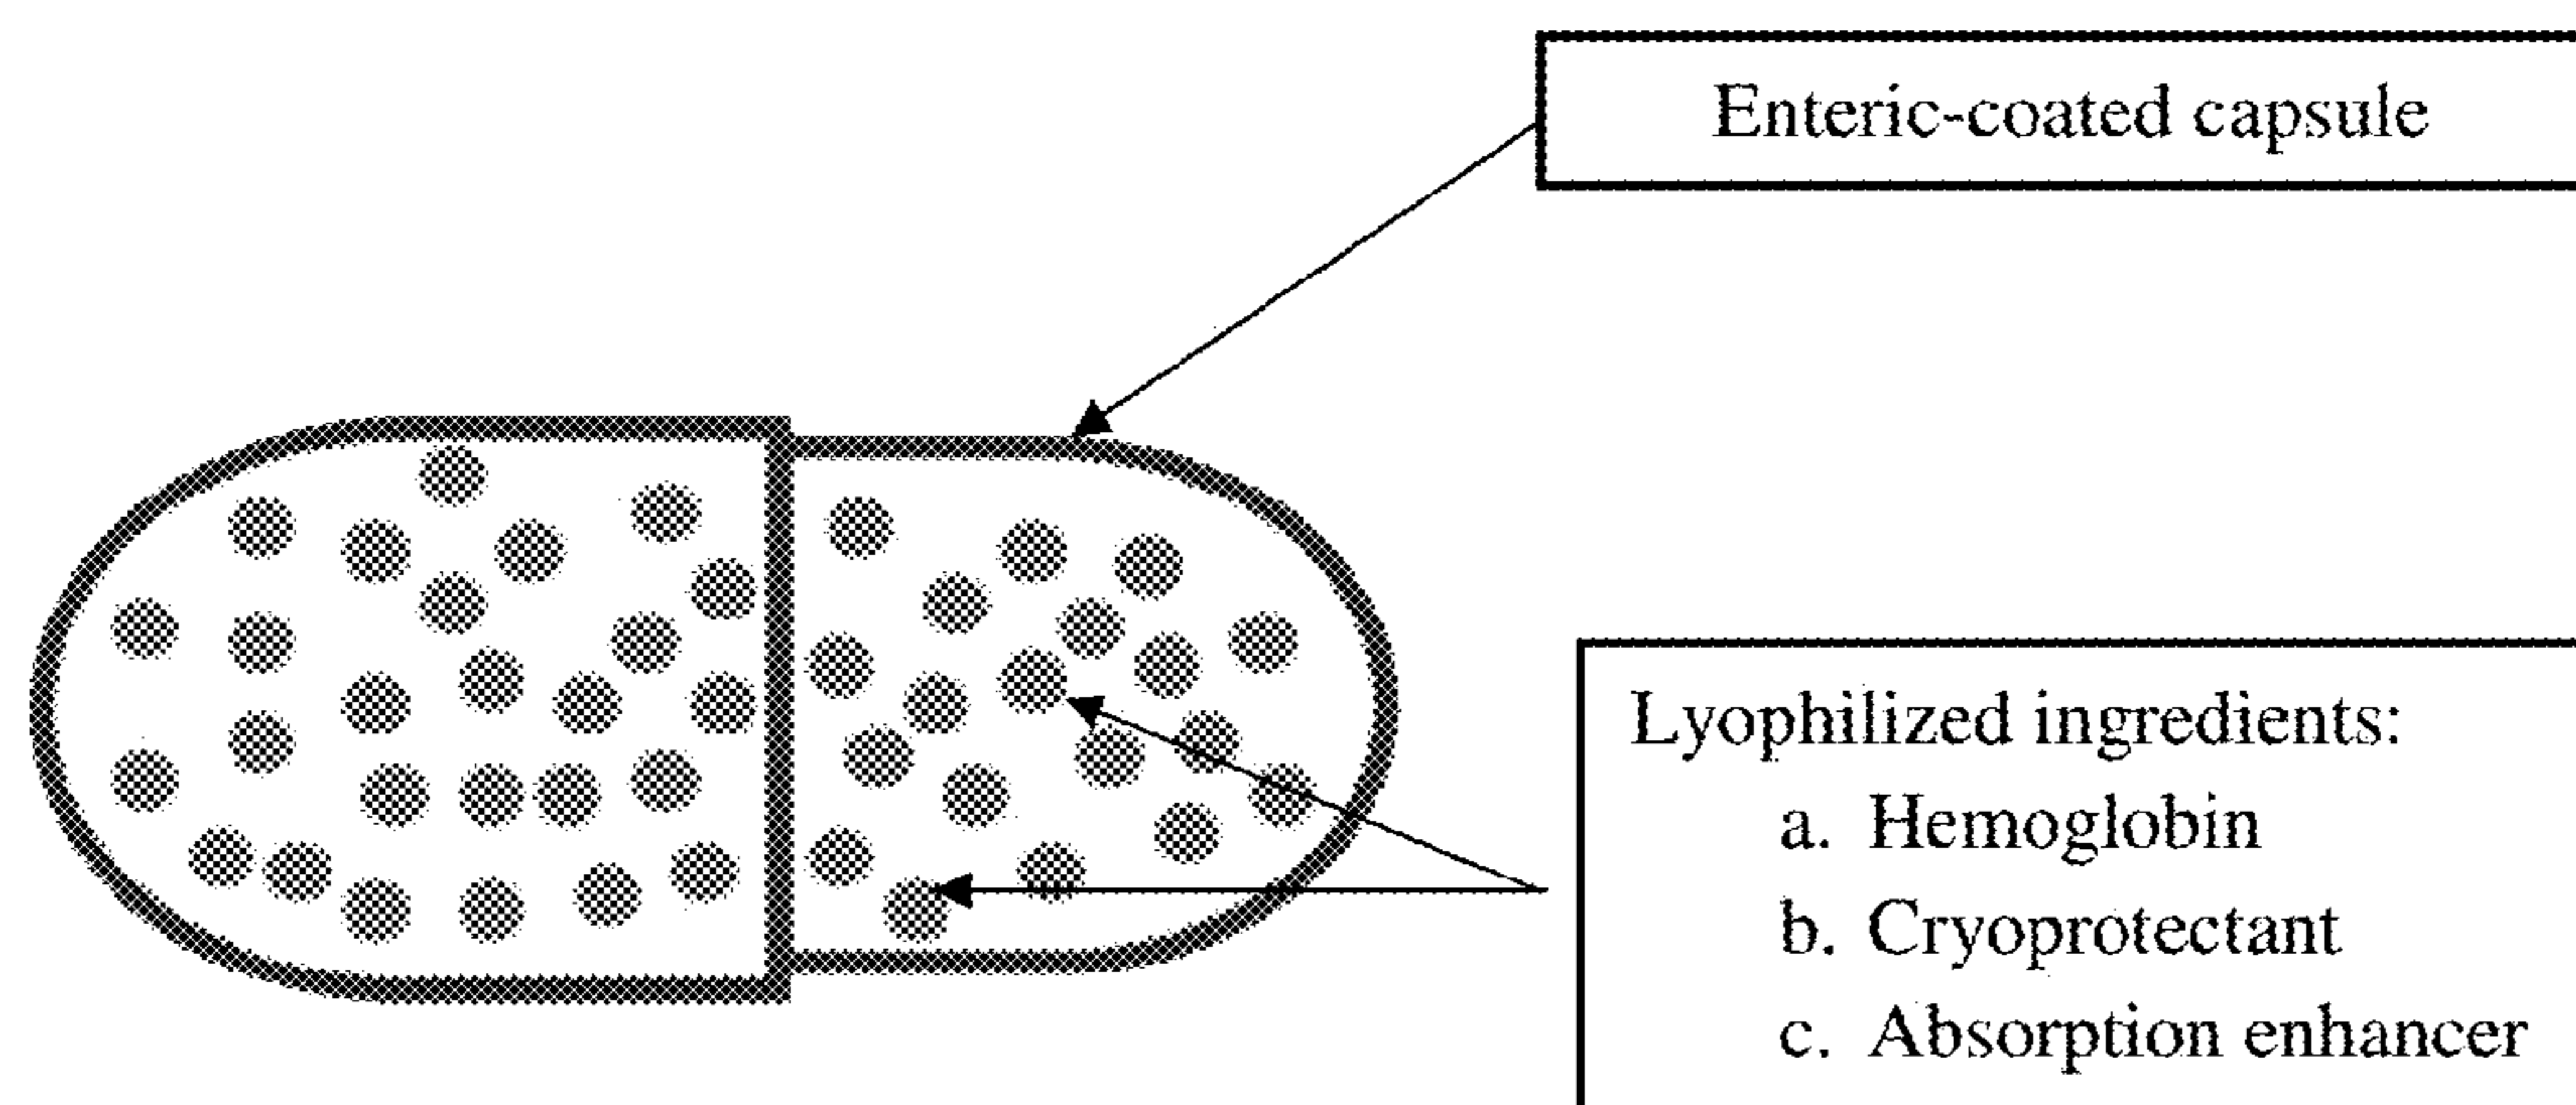 Enteric-coated capsule
Lyophilized ingredients:
a. Hemoglobin
b. Cryoprotectant
c. Absorption enhancer